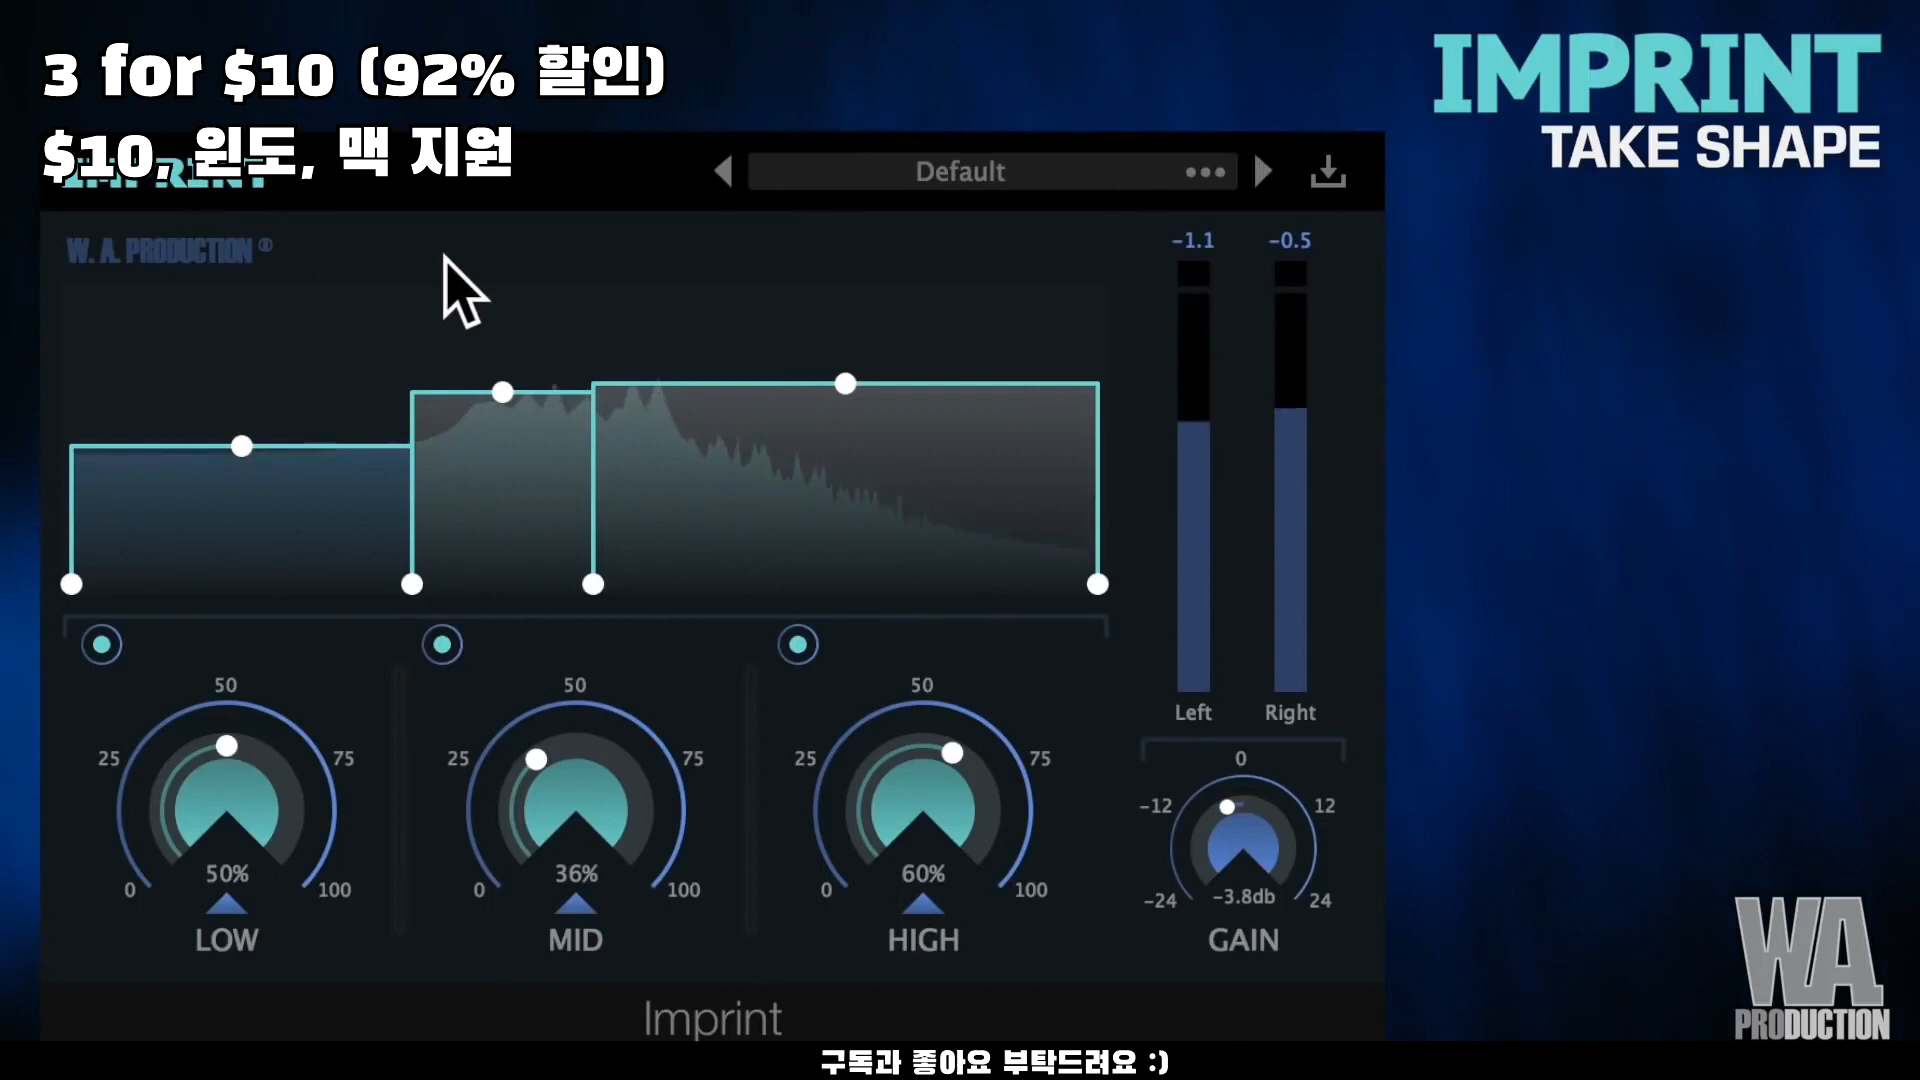 3 for $10 (92% 할인)
$10, 윈도, 맥 지원
IMPRINT
TAKE SHAPE
IMPRINT
Default
W. A. PRODUCTION ®
-1.1 -0.5
Left Right
50 50 50
25 75 25 75 25 75
0 100 0 100 0 100
50% 36% 60%
LOW MID HIGH
0
-12 12
-24 24
-3.8db
GAIN
Imprint
WA
PRODUCTION
구독과 좋아요 부탁드려요 :)